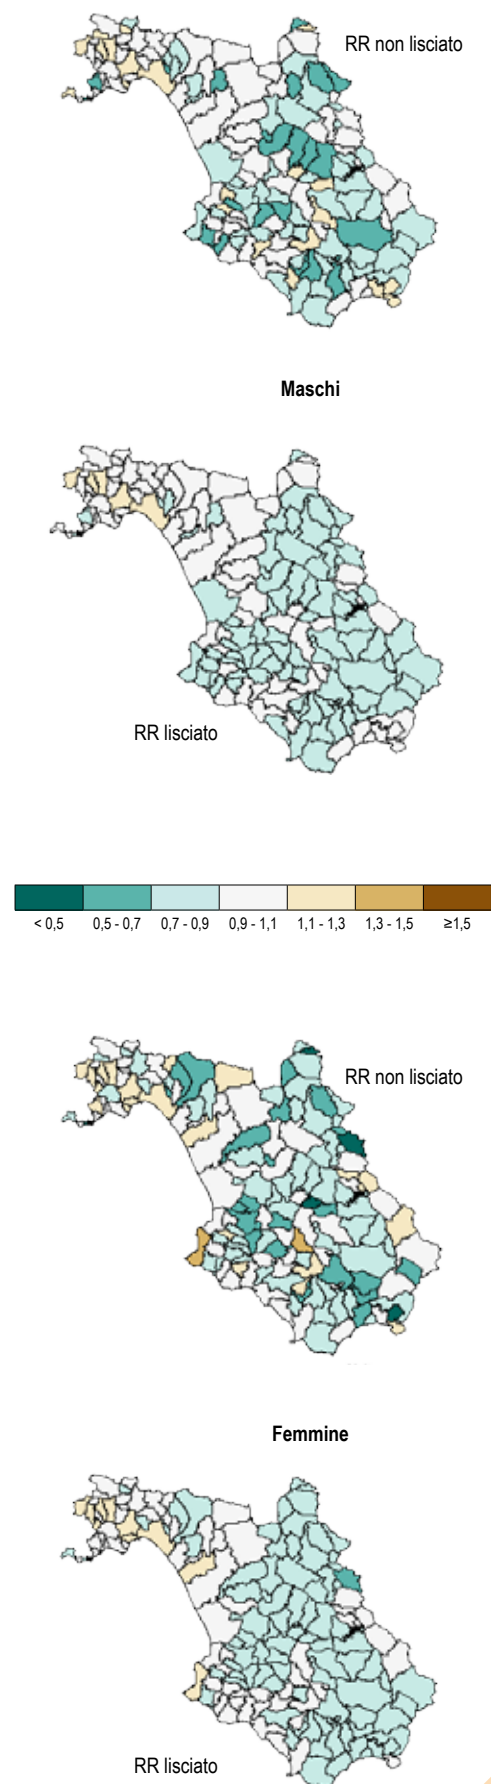 RR non lisciato
Maschi
RR lisciato
< 0,5 0,5 - 0,7 0,7 - 0,9 0,9 - 1,1 1,1 - 1,3 1,3 - 1,5 ≥1,5
RR non lisciato
Femmine
RR lisciato